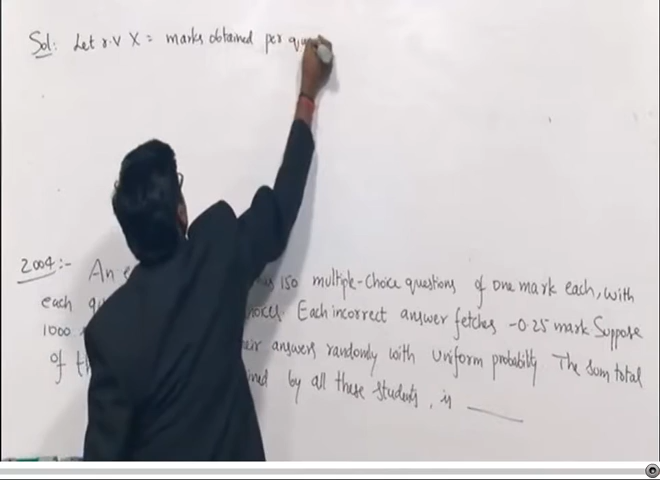 Sol: Let r.v X = marks obtained per
2004:- An 150 multiple-choice questions of one mark each, with
each Each incorrect answer fetches -0.25 mark Suppose
1000 answers randomly with uniform probability The sum total
of by all these students, is ____